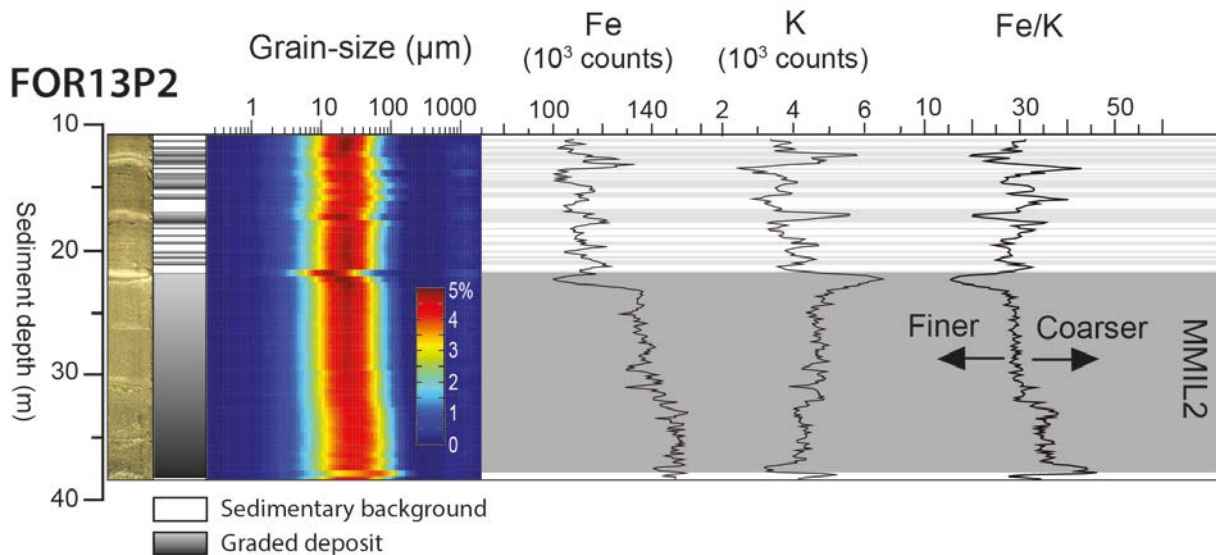 FOR13P2
Grain-size (µm)
Fe
(10³ counts)
K
(10³ counts)
Fe/K
1 10 100 1000
100 140
2 4 6
10 30 50
Sediment depth (m)
10
20
30
40
5%
4
3
2
1
0
Finer
Coarser
MMIL2
Sedimentary background
Graded deposit